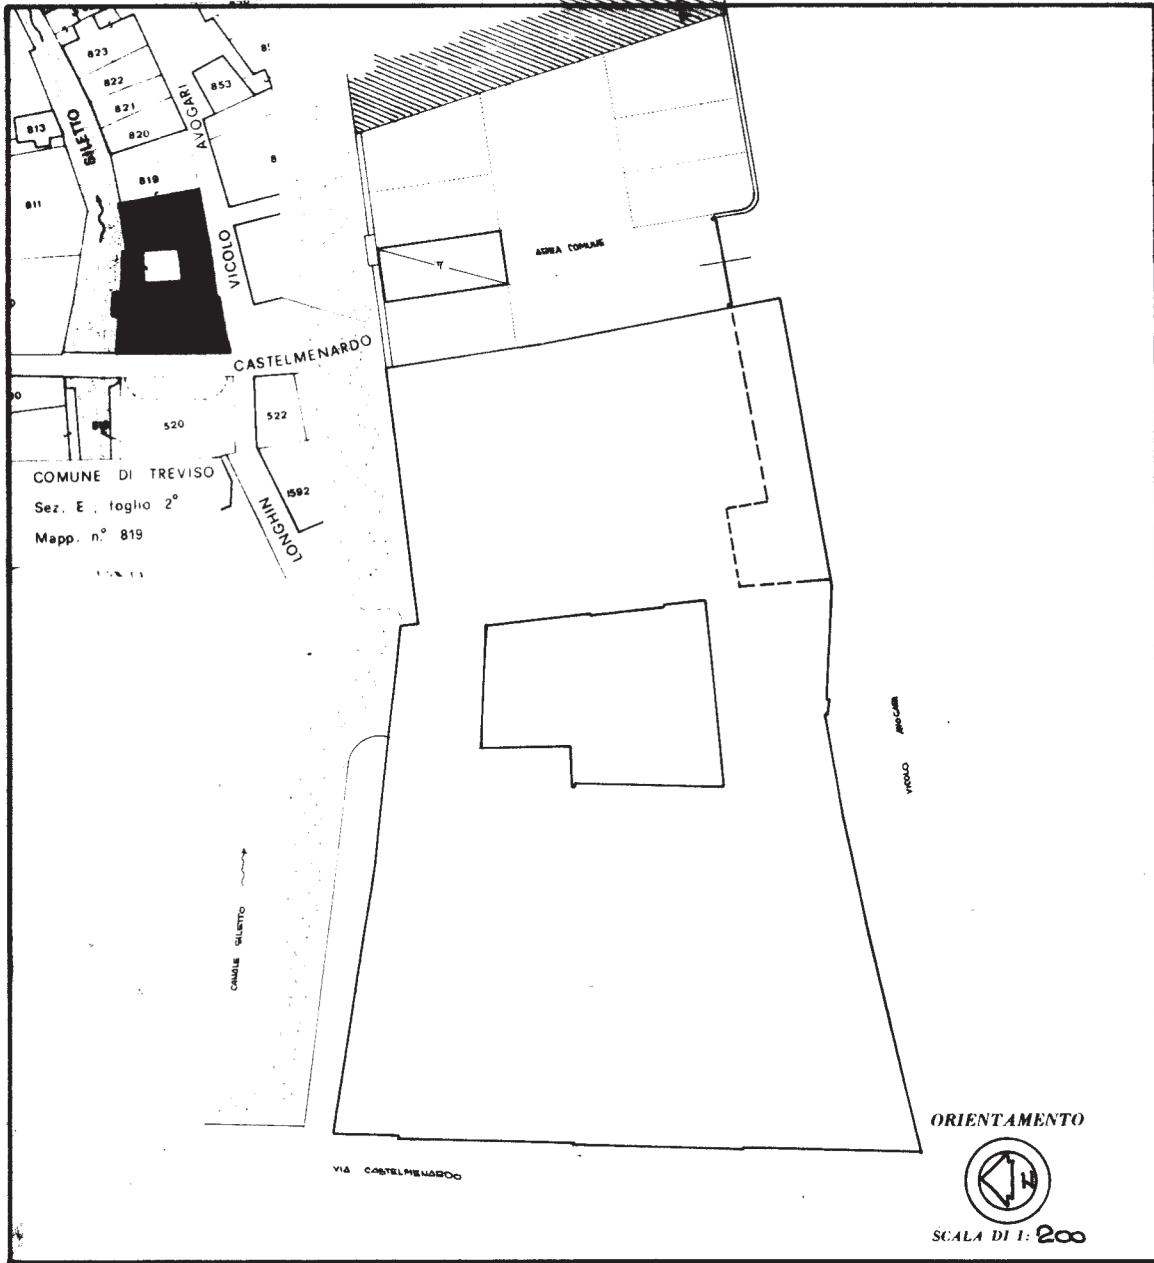 823
822
821
820
853
813
SILETTO
AVOGARI
819
811
VICOLO
AREA COMUNE
CASTELMENARDO
520
522
1592
LONGHIN
COMUNE DI TREVISO
Sez. E ; foglio 2°
Mapp. n.° 819
VICOLO AVOGARI
CANALE SILETTO
VIA CASTELMENARDO
ORIENTAMENTO
N
SCALA DI 1: 200